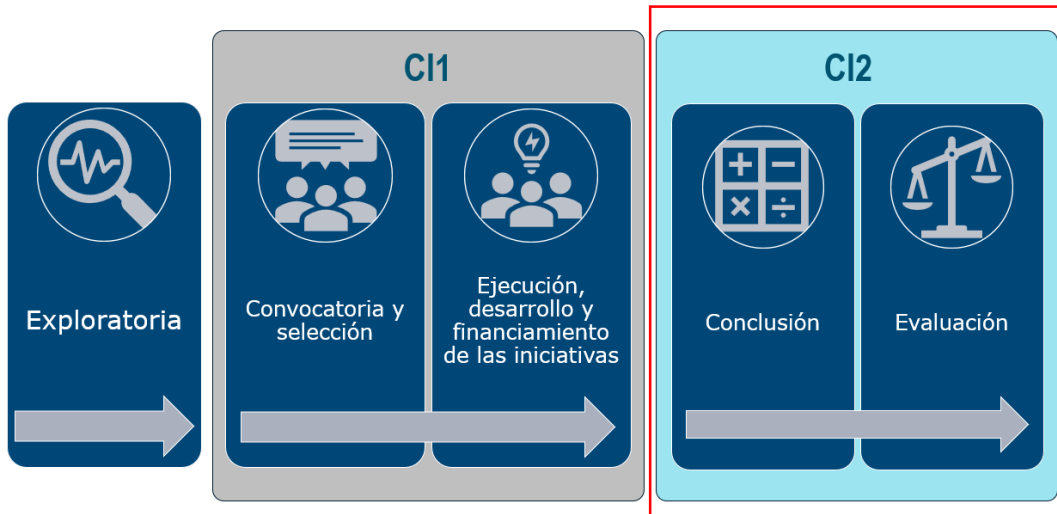 CI1
CI2
Exploratoria
Convocatoria y
selección
Ejecución,
desarrollo y
financiamiento
de las iniciativas
Conclusión
Evaluación